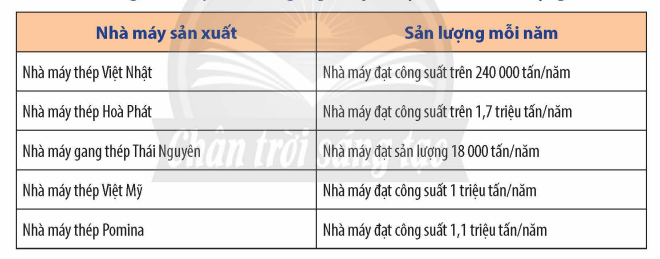 Nhà máy sản xuất Sản lượng mỗi năm
Nhà máy thép Việt Nhật Nhà máy đạt công suất trên 240 000 tấn/năm
Nhà máy thép Hoà Phát Nhà máy đạt công suất trên 1,7 triệu tấn/năm
Nhà máy gang thép Thái Nguyên Nhà máy đạt sản lượng 18 000 tấn/năm
Chân trời sáng tạo
Nhà máy thép Việt Mỹ Nhà máy đạt công suất 1 triệu tấn/năm
Nhà máy thép Pomina Nhà máy đạt công suất 1,1 triệu tấn/năm